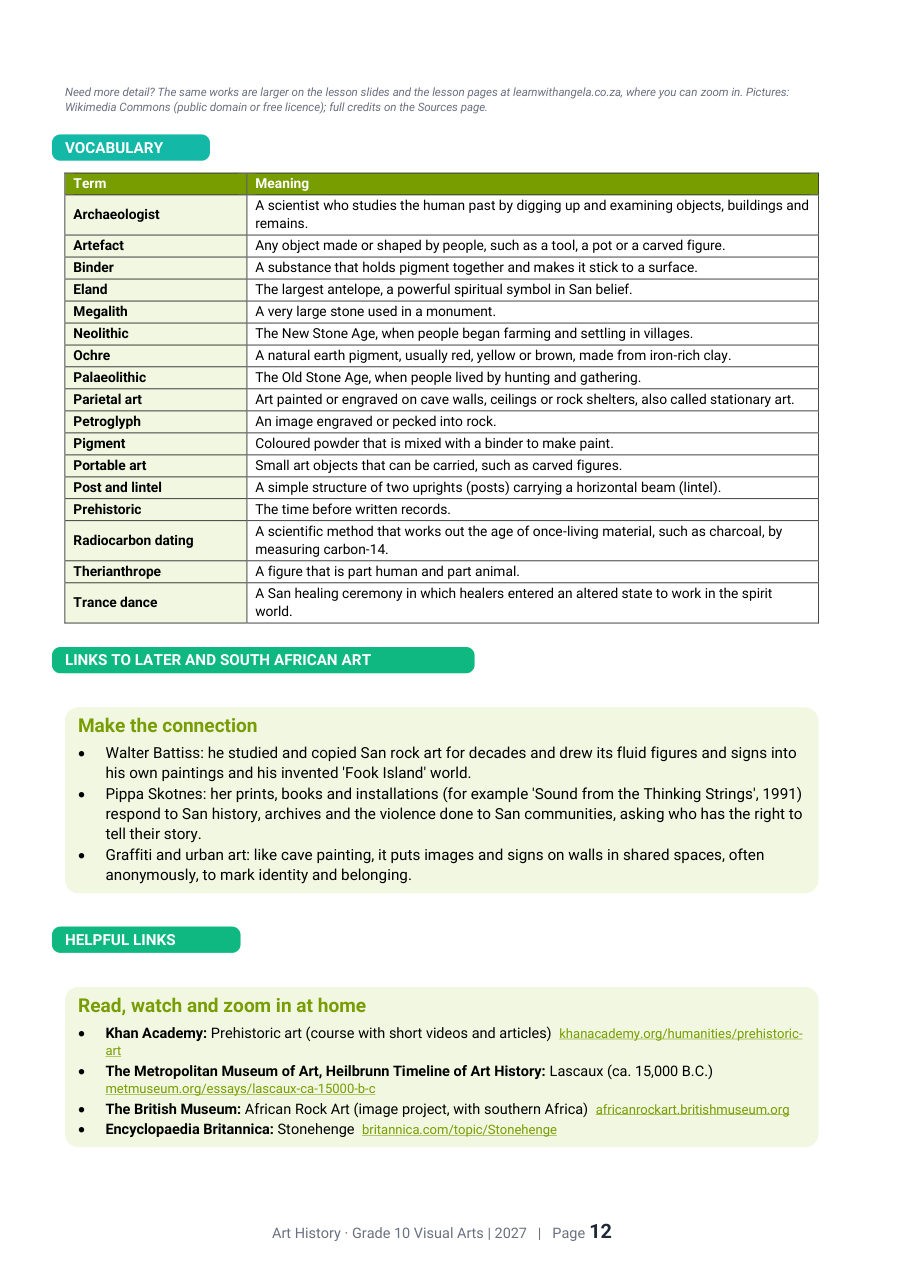 Need more detail? The same works are larger on the lesson slides and the lesson pages at learnwithangela.co.za, where you can zoom in. Pictures:
Wikimedia Commons (public domain or free licence); full credits on the Sources page.
VOCABULARY
Term Meaning
Archaeologist A scientist who studies the human past by digging up and examining objects, buildings and
remains.
Artefact Any object made or shaped by people, such as a tool, a pot or a carved figure.
Binder A substance that holds pigment together and makes it stick to a surface.
Eland The largest antelope, a powerful spiritual symbol in San belief.
Megalith A very large stone used in a monument.
Neolithic The New Stone Age, when people began farming and settling in villages.
Ochre A natural earth pigment, usually red, yellow or brown, made from iron-rich clay.
Palaeolithic The Old Stone Age, when people lived by hunting and gathering.
Parietal art Art painted or engraved on cave walls, ceilings or rock shelters, also called stationary art.
Petroglyph An image engraved or pecked into rock.
Pigment Coloured powder that is mixed with a binder to make paint.
Portable art Small art objects that can be carried, such as carved figures.
Post and lintel A simple structure of two uprights (posts) carrying a horizontal beam (lintel).
Prehistoric The time before written records.
Radiocarbon dating A scientific method that works out the age of once-living material, such as charcoal, by
measuring carbon-14.
Therianthrope A figure that is part human and part animal.
Trance dance A San healing ceremony in which healers entered an altered state to work in the spirit
world.
LINKS TO LATER AND SOUTH AFRICAN ART
Make the connection
• Walter Battiss: he studied and copied San rock art for decades and drew its fluid figures and signs into
his own paintings and his invented 'Fook Island' world.
• Pippa Skotnes: her prints, books and installations (for example 'Sound from the Thinking Strings', 1991)
respond to San history, archives and the violence done to San communities, asking who has the right to
tell their story.
• Graffiti and urban art: like cave painting, it puts images and signs on walls in shared spaces, often
anonymously, to mark identity and belonging.
HELPFUL LINKS
Read, watch and zoom in at home
• Khan Academy: Prehistoric art (course with short videos and articles) khanacademy.org/humanities/prehistoric-
art
• The Metropolitan Museum of Art, Heilbrunn Timeline of Art History: Lascaux (ca. 15,000 B.C.)
metmuseum.org/essays/lascaux-ca-15000-b-c
• The British Museum: African Rock Art (image project, with southern Africa) africanrockart.britishmuseum.org
• Encyclopaedia Britannica: Stonehenge britannica.com/topic/Stonehenge
Art History · Grade 10 Visual Arts | 2027 | Page 12